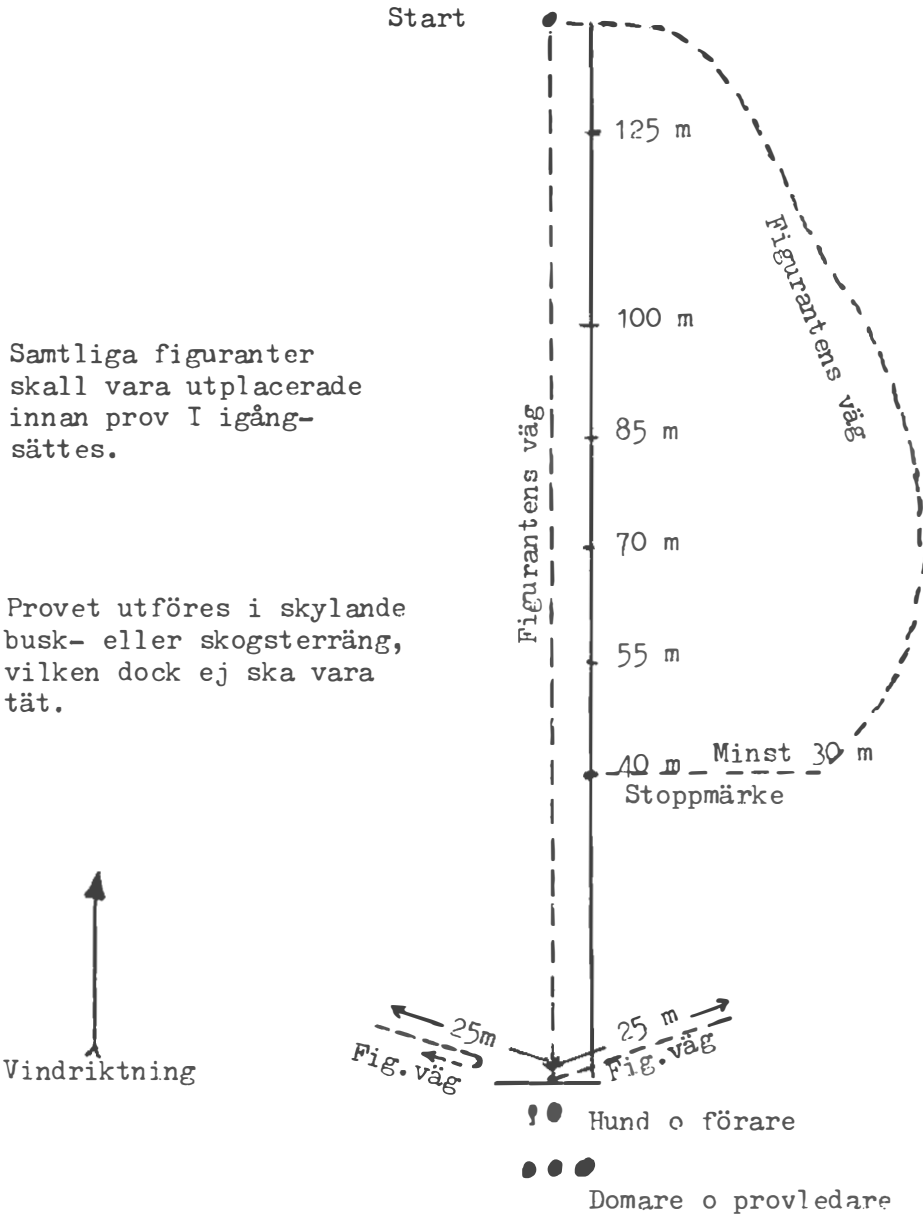 Start
125 m
Figurantens väg
100 m
Samtliga figuranter
skall vara utplacerade
innan prov I igång-
sättes.
85 m
Figurantens väg
70 m
Provet utföres i skylande
busk- eller skogsterräng,
vilken dock ej ska vara
tät.
55 m
40 m Minst 30 m
Stoppmärke
25m
25 m
Fig.väg
Fig.väg
Vindriktning
Hund o förare
Domare o provledare